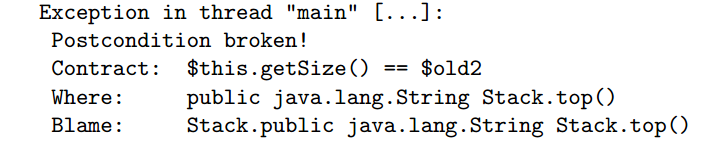 Exception in thread "main" [...]:
Postcondition broken!
Contract: $this.getSize() == $old2
Where: public java.lang.String Stack.top()
Blame: Stack.public java.lang.String Stack.top()